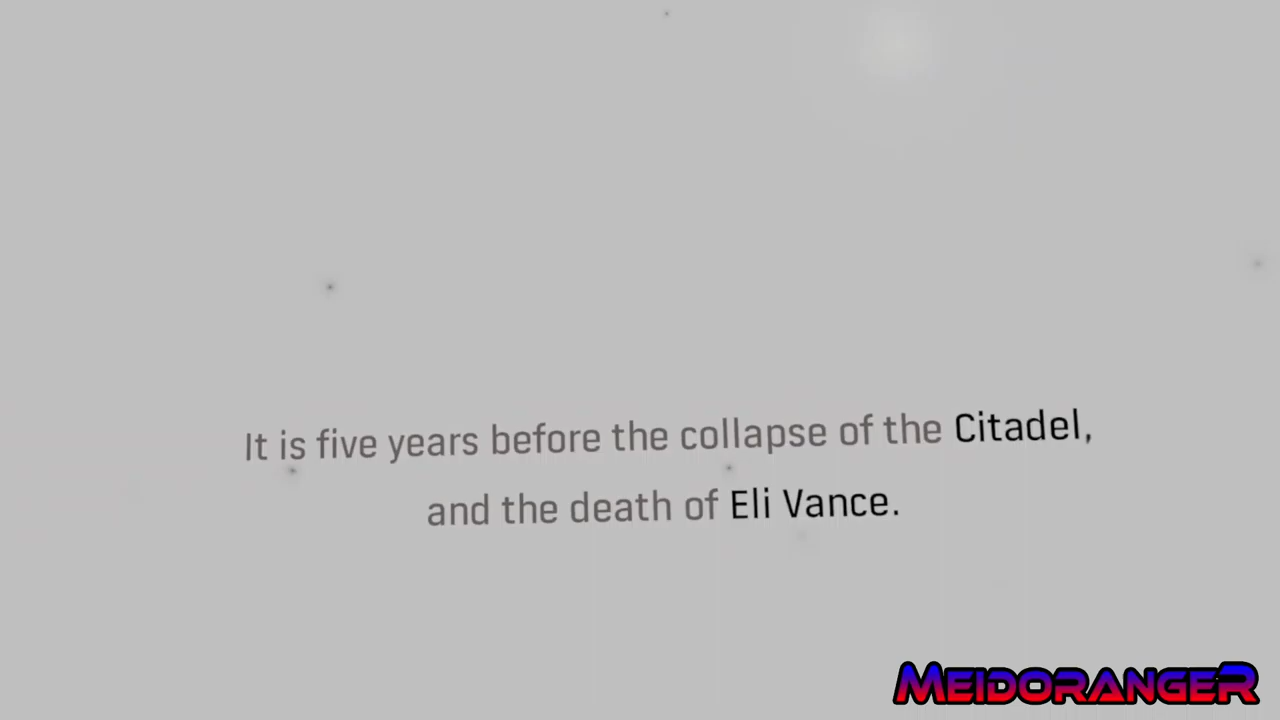 It is five years before the collapse of the Citadel,
and the death of Eli Vance.
MEIDORANGER